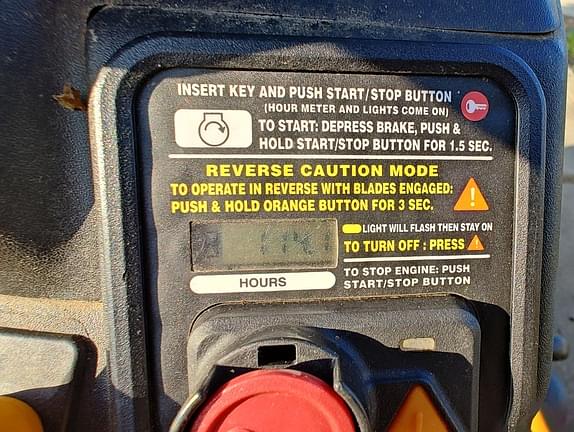 INSERT KEY AND PUSH START/STOP BUTTON
(HOUR METER AND LIGHTS COME ON)
TO START: DEPRESS BRAKE, PUSH &
HOLD START/STOP BUTTON FOR 1.5 SEC.
REVERSE CAUTION MODE
TO OPERATE IN REVERSE WITH BLADES ENGAGED:
PUSH & HOLD ORANGE BUTTON FOR 3 SEC.
LIGHT WILL FLASH THEN STAY ON
TO TURN OFF : PRESS
HOURS
TO STOP ENGINE: PUSH
START/STOP BUTTON